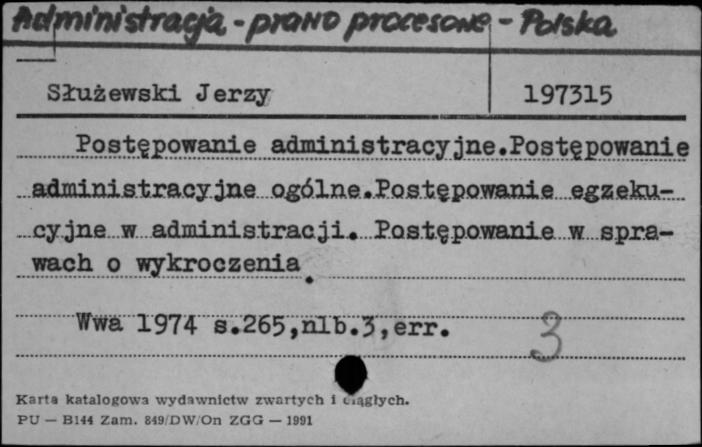 Administracja - prawo procesowe - Polska
Służewski Jerzy 197315
Postępowanie administracyjne.Postępowanie
administracyjne ogólne.Postępowanie egzeku-
cyjne w administracji. Postępowanie w spra-
wach o wykroczenia.
Wwa 1974 s.265,nlb.3,err.
3
Karta katalogowa wydawnictw zwartych i ciągłych.
PU — B144 Zam. 849/DW/On ZGG — 1991